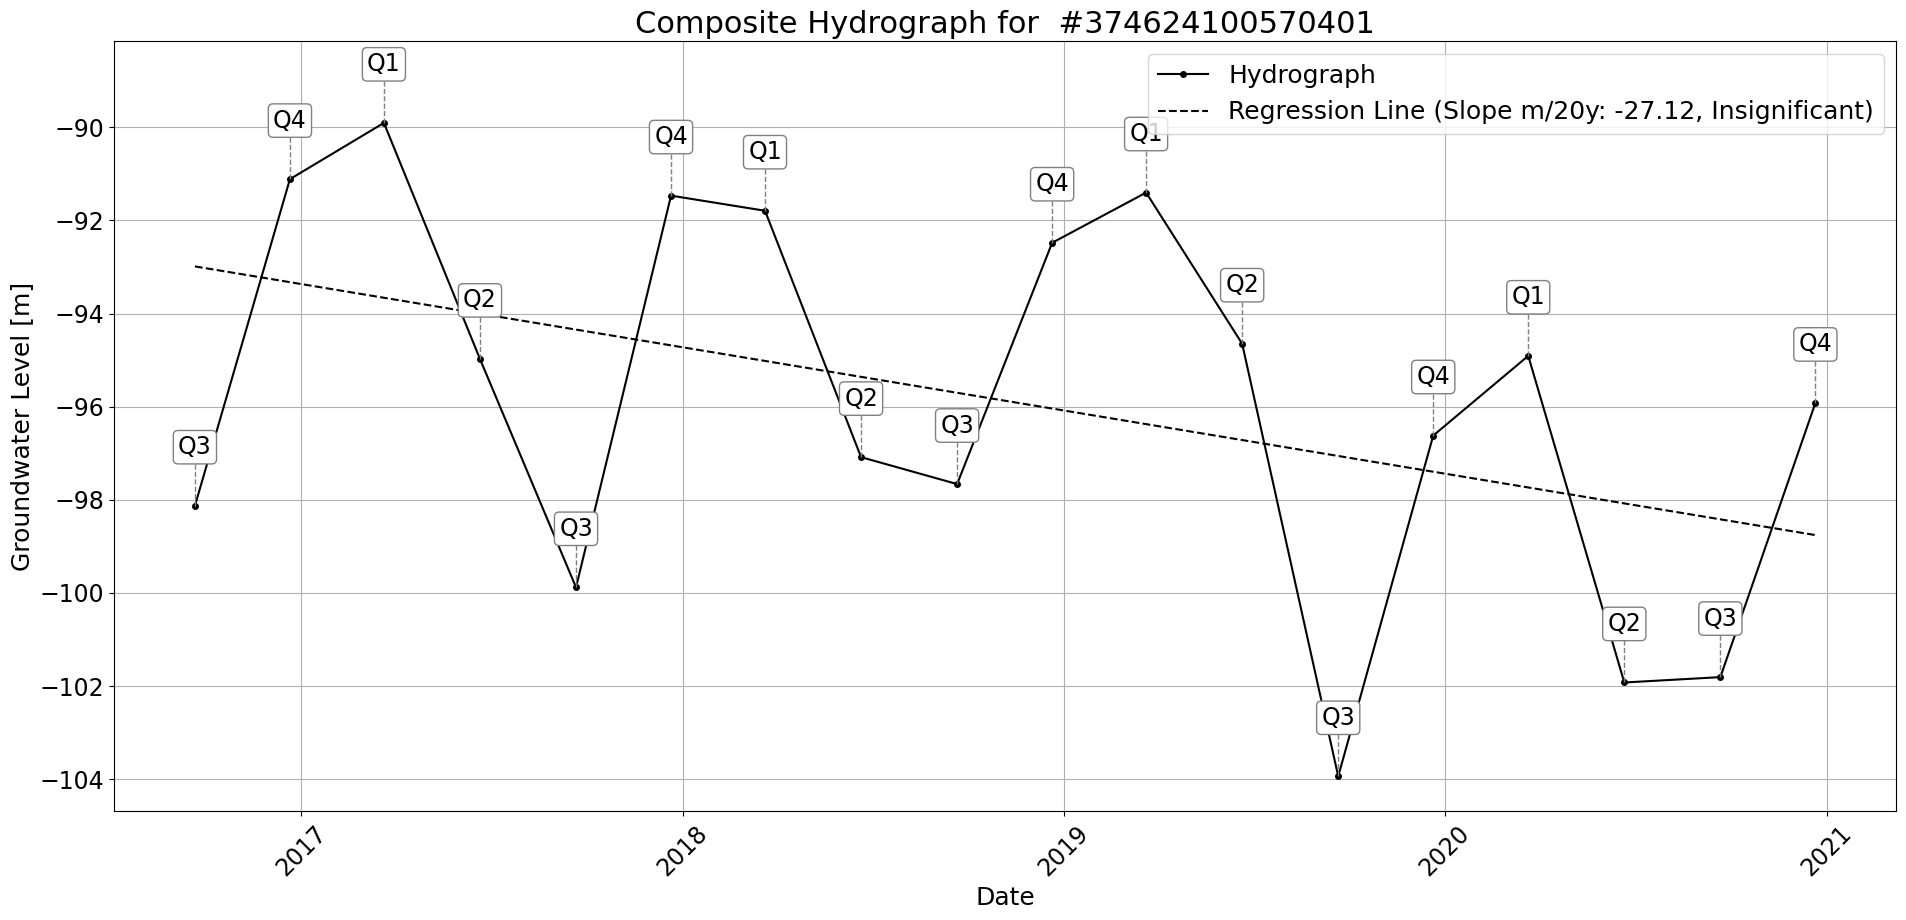 Composite Hydrograph for  #374624100570401
Hydrograph
Regression Line (Slope m/20y: -27.12, Insignificant)
Groundwater Level [m]
−90
−92
−94
−96
−98
−100
−102
−104
Q3
Q4
Q1
Q2
Q3
Q4
Q1
Q2
Q3
Q4
Q1
Q2
Q3
Q4
Q1
Q2
Q3
Q4
2017
2018
2019
2020
2021
Date